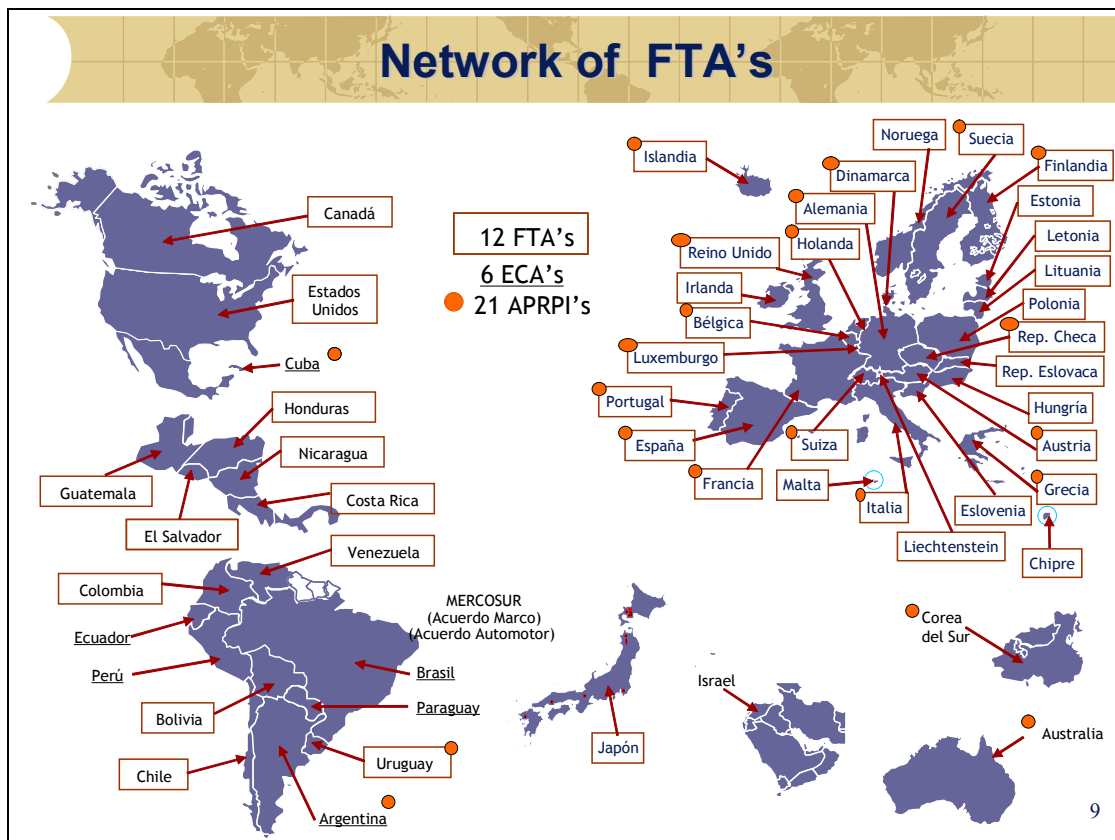 Network of  FTA's
Canadá
Estados
Unidos
Cuba
Honduras
Nicaragua
Guatemala
Costa Rica
El Salvador
Venezuela
Colombia
Ecuador
Perú
Bolivia
Chile
MERCOSUR
(Acuerdo Marco)
(Acuerdo Automotor)
Brasil
Paraguay
Uruguay
Argentina
12 FTA's
6 ECA's
21 APRPI's
Islandia
Noruega
Suecia
Dinamarca
Finlandia
Alemania
Estonia
Holanda
Reino Unido
Letonia
Irlanda
Lituania
Bélgica
Polonia
Luxemburgo
Rep. Checa
Rep. Eslovaca
Portugal
Hungría
España
Suiza
Austria
Francia
Malta
Italia
Eslovenia
Grecia
Liechtenstein
Chipre
Japón
Israel
Corea
del Sur
Australia
9